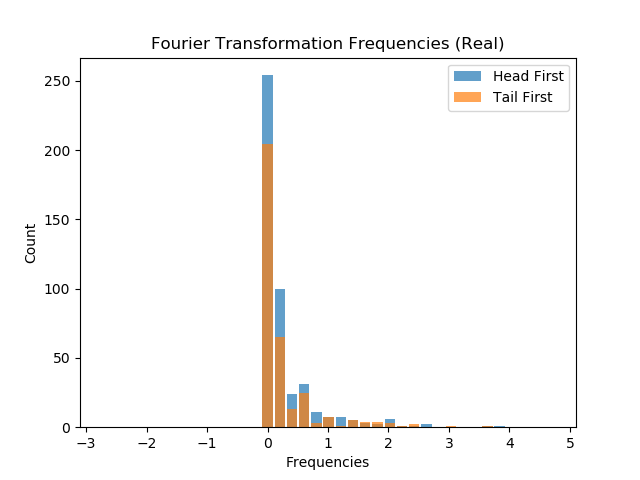 Fourier Transformation Frequencies (Real)
Head First
Tail First
250
200
150
100
50
0
Count
−3 −2 −1 0 1 2 3 4 5
Frequencies